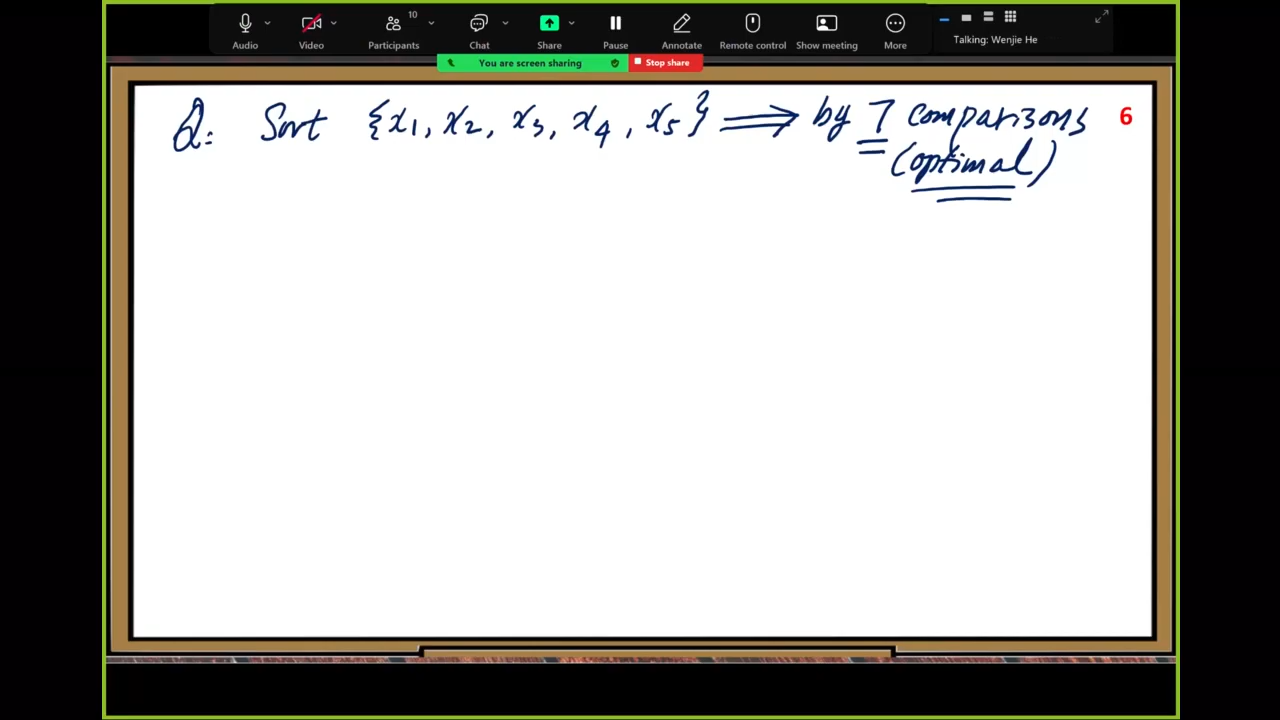 10
Audio Video Participants Chat Share Pause Annotate Remote control Show meeting More
Talking: Wenjie He
You are screen sharing Stop share
Q: Sort {x1, x2, x3, x4, x5} ⟹ by 7 comparisons 6
(optimal)